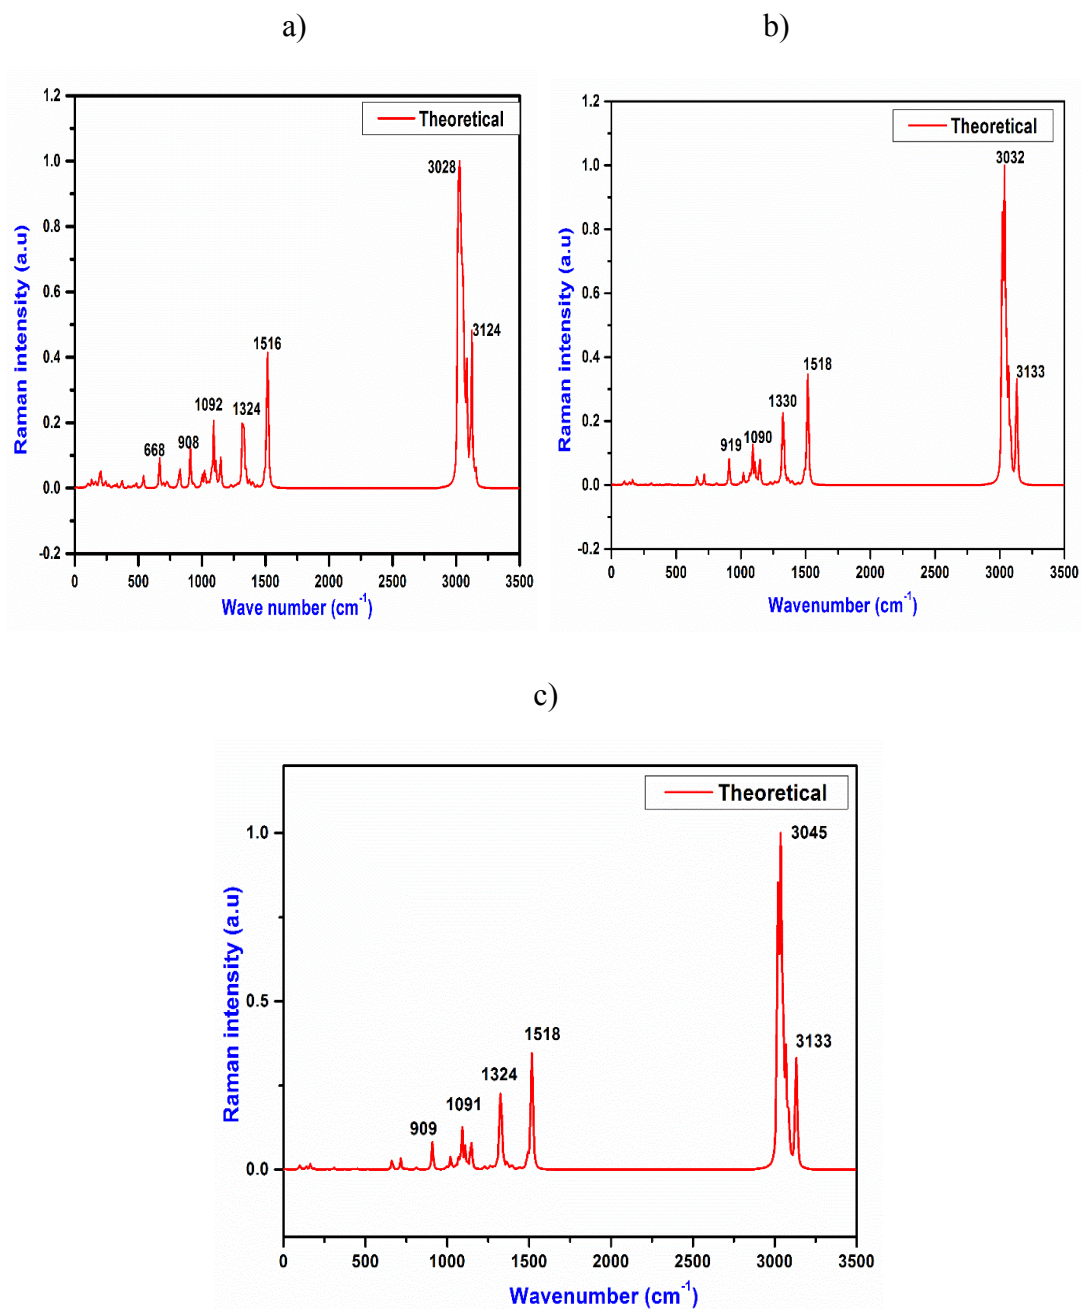 a)
Theoretical
1.2
1.0
0.8
0.6
0.4
0.2
0.0
-0.2
Raman intensity (a.u)
668
908
1092
1324
1516
3028
3124
0 500 1000 1500 2000 2500 3000 3500
Wave number (cm-1)
b)
Theoretical
1.2
1.0
0.8
0.6
0.4
0.2
0.0
-0.2
Raman intensity (a.u)
919
1090
1330
1518
3032
3133
0 500 1000 1500 2000 2500 3000 3500
Wavenumber (cm-1)
c)
Theoretical
1.0
0.5
0.0
Raman intensity (a.u)
909
1091
1324
1518
3045
3133
0 500 1000 1500 2000 2500 3000 3500
Wavenumber (cm-1)